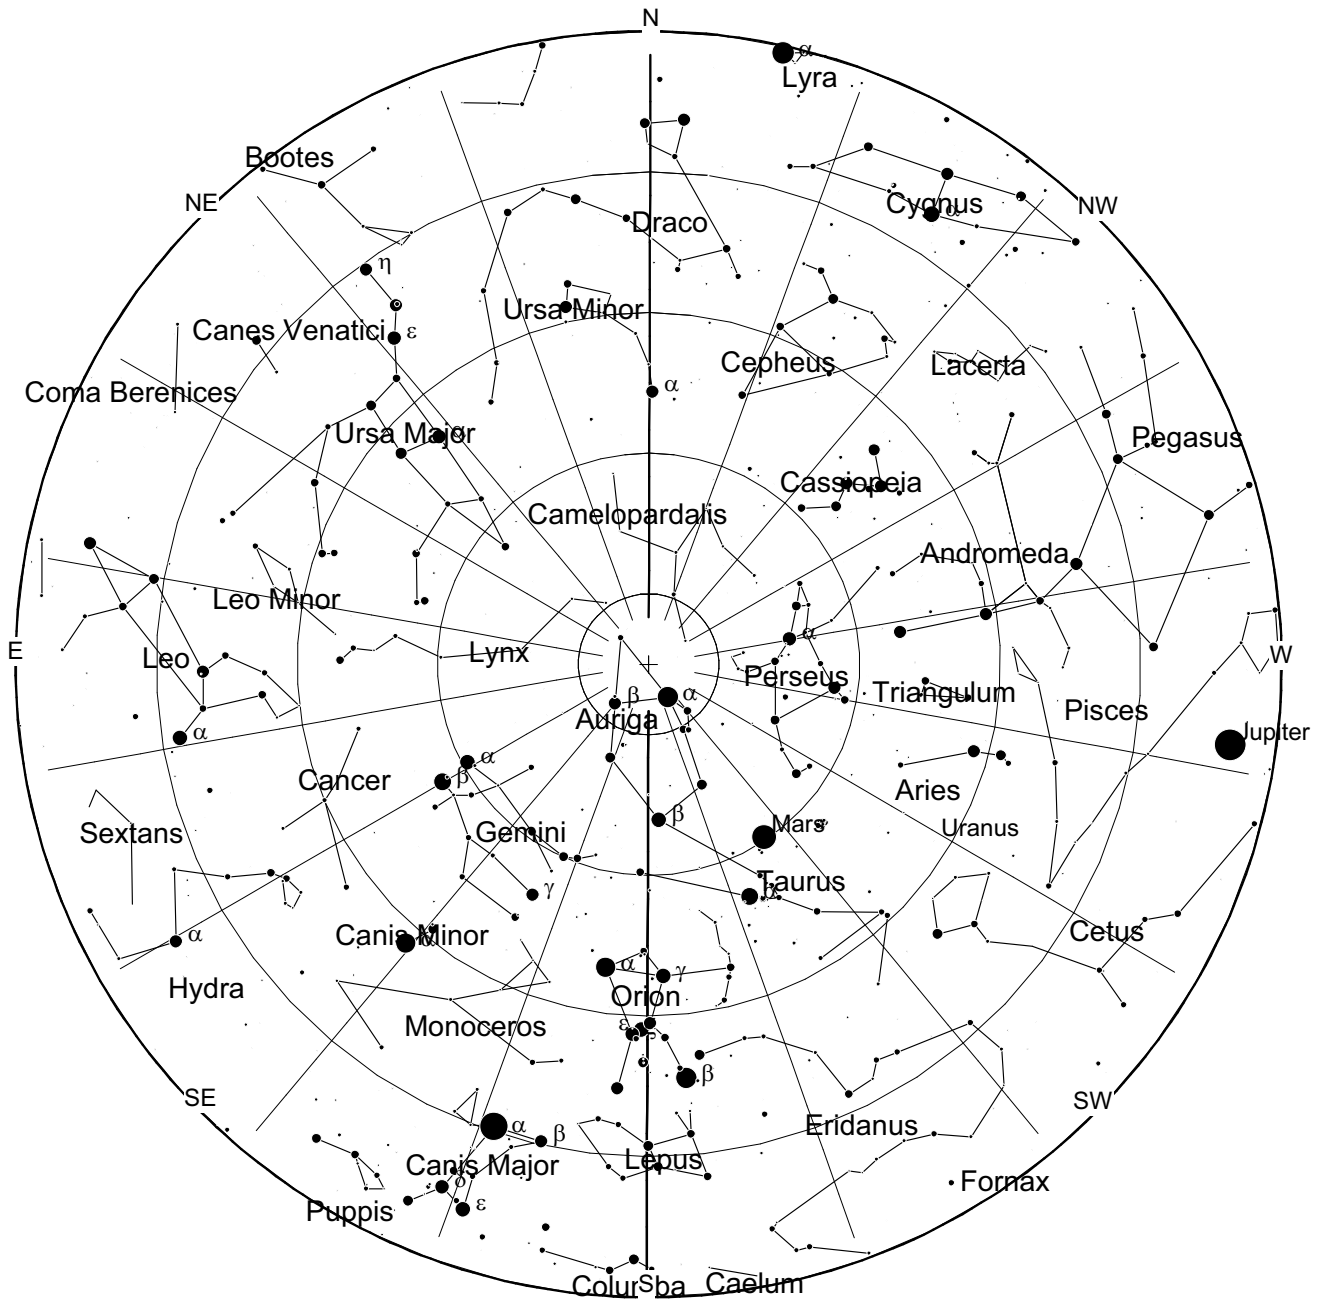 N
α
Lyra
Bootes
NE
Cygnus α
NW
Draco
η
Ursa Minor
Canes Venatici
ε
Cepheus
Lacerta
α
Coma Berenices
Ursa Major
α
Pegasus
Cassiopeia
Camelopardalis
Andromeda
Leo Minor
α
E
Leo
Lynx
W
Perseus
β
α
Triangulum
Auriga
Pisces
α
Jupiter
α
β
Cancer
Aries
β
Mars
α
Sextans
Gemini
Uranus
Taurus
γ
α
α
Canis Minor
α
Cetus
α
γ
Hydra
Orion
Monoceros
ε
ζ
β
SE
SW
α
β
Eridanus
Canis Major
Lepus
δ
Fornax
Puppis
ε
Columba
S
Caelum